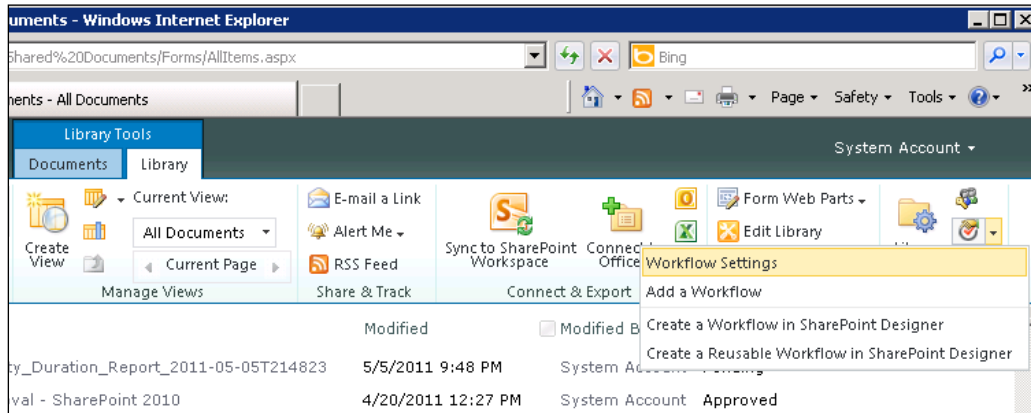 uments - Windows Internet Explorer
Shared%20Documents/Forms/AllItems.aspx
Bing
nents - All Documents
Page
Safety
Tools
Library Tools
System Account
Documents
Library
Current View:
E-mail a Link
Form Web Parts
All Documents
Alert Me
Edit Library
Create
View
Sync to SharePoint
Workspace
Connect
Office
Current Page
RSS Feed
Workflow Settings
Manage Views
Share & Track
Connect & Export
Add a Workflow
Create a Workflow in SharePoint Designer
Create a Reusable Workflow in SharePoint Designer
Modified
Modified B
ty_Duration_Report_2011-05-05T214823
5/5/2011 9:48 PM
System Account
Pending
val - SharePoint 2010
4/20/2011 12:27 PM
System Account
Approved